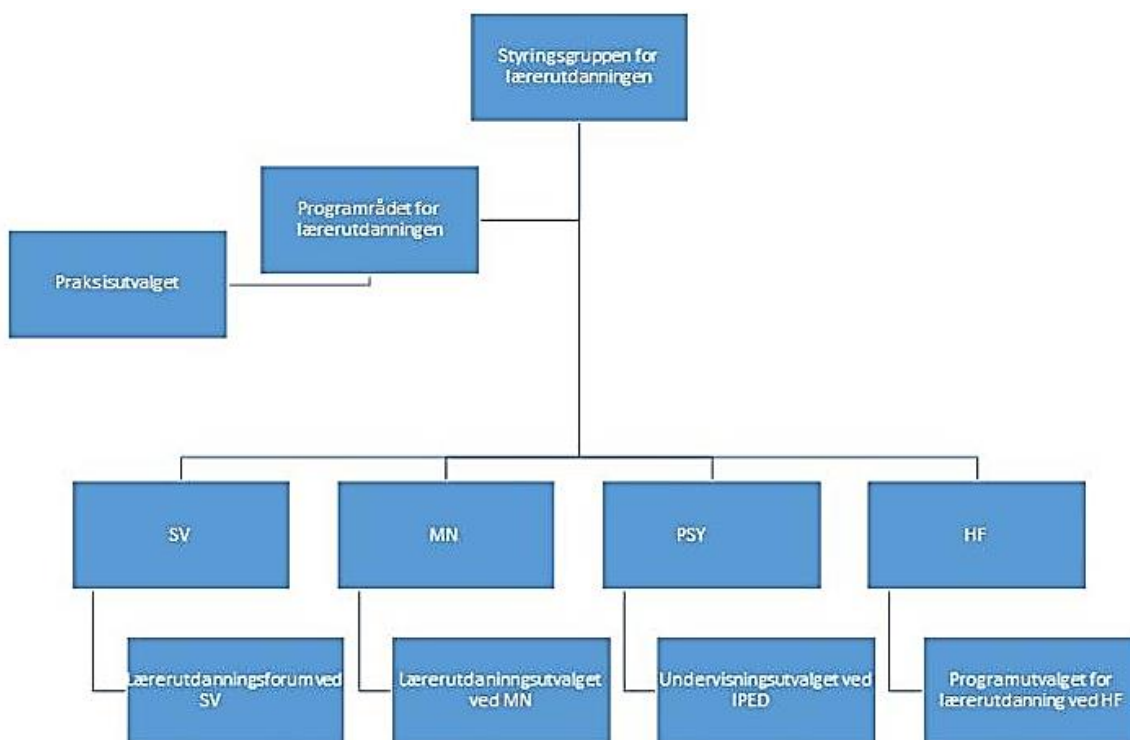 Styringsgruppen for
lærerutdanningen
Programrådet for
lærerutdanningen
Praksisutvalget
SV
MN
PSY
HF
Lærerutdanningsforum ved
SV
Lærerutdaninngsutvalget
ved MN
Undervisningsutvalget ved
IPED
Programutvalget for
lærerutdanning ved HF